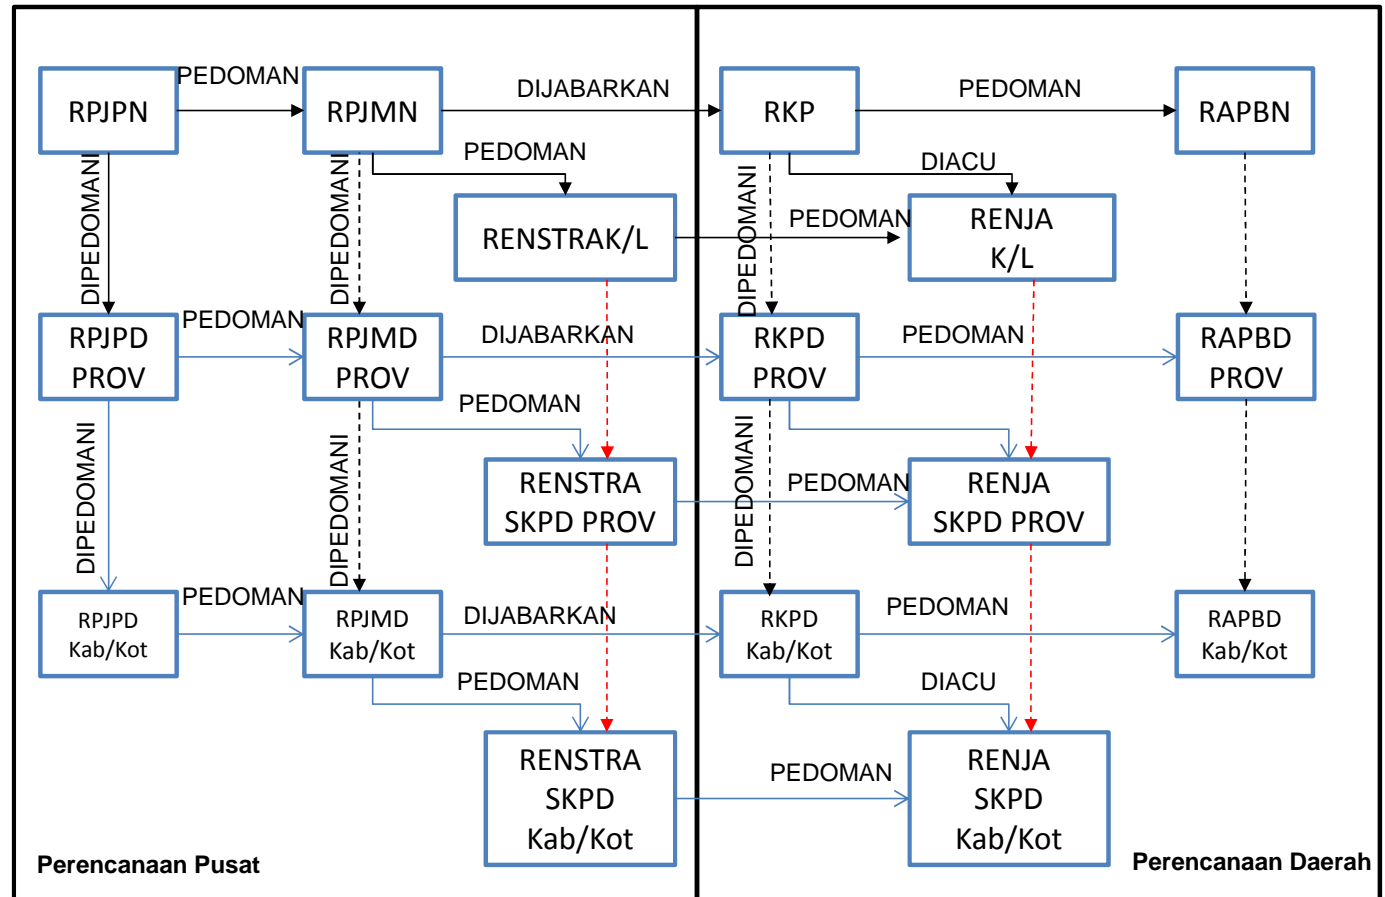 PEDOMAN
DIJABARKAN
PEDOMAN
RPJPN
RPJMN
RKP
RAPBN
PEDOMAN
DIACU
DIPEDOMANI
DIPEDOMANI
DIPEDOMANI
RENSTRAK/L
PEDOMAN
RENJA
K/L
PEDOMAN
DIJABARKAN
PEDOMAN
RPJPD
PROV
RPJMD
PROV
RKPD
PROV
RAPBD
PROV
PEDOMAN
DIPEDOMANI
DIPEDOMANI
DIPEDOMANI
RENSTRA
SKPD PROV
PEDOMAN
RENJA
SKPD PROV
PEDOMAN
DIJABARKAN
PEDOMAN
RPJPD
Kab/Kot
RPJMD
Kab/Kot
RKPD
Kab/Kot
RAPBD
Kab/Kot
PEDOMAN
DIACU
RENSTRA
SKPD
Kab/Kot
PEDOMAN
RENJA
SKPD
Kab/Kot
Perencanaan Pusat
Perencanaan Daerah